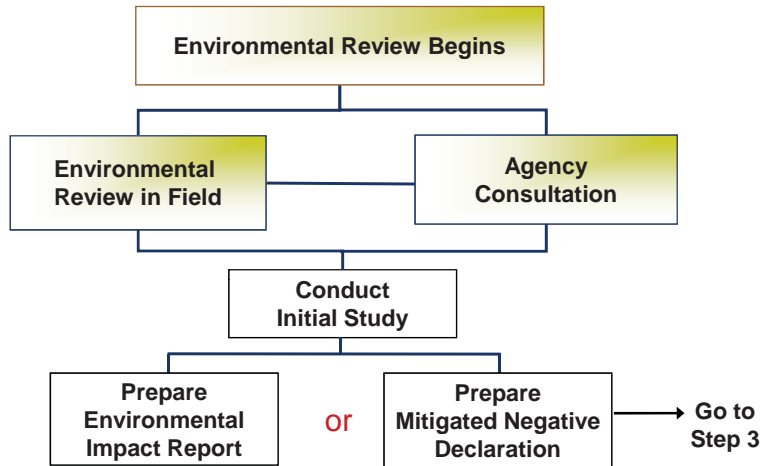 Environmental Review Begins
Environmental
Review in Field
Agency
Consultation
Conduct
Initial Study
Prepare
Environmental
Impact Report
or
Prepare
Mitigated Negative
Declaration
Go to
Step 3